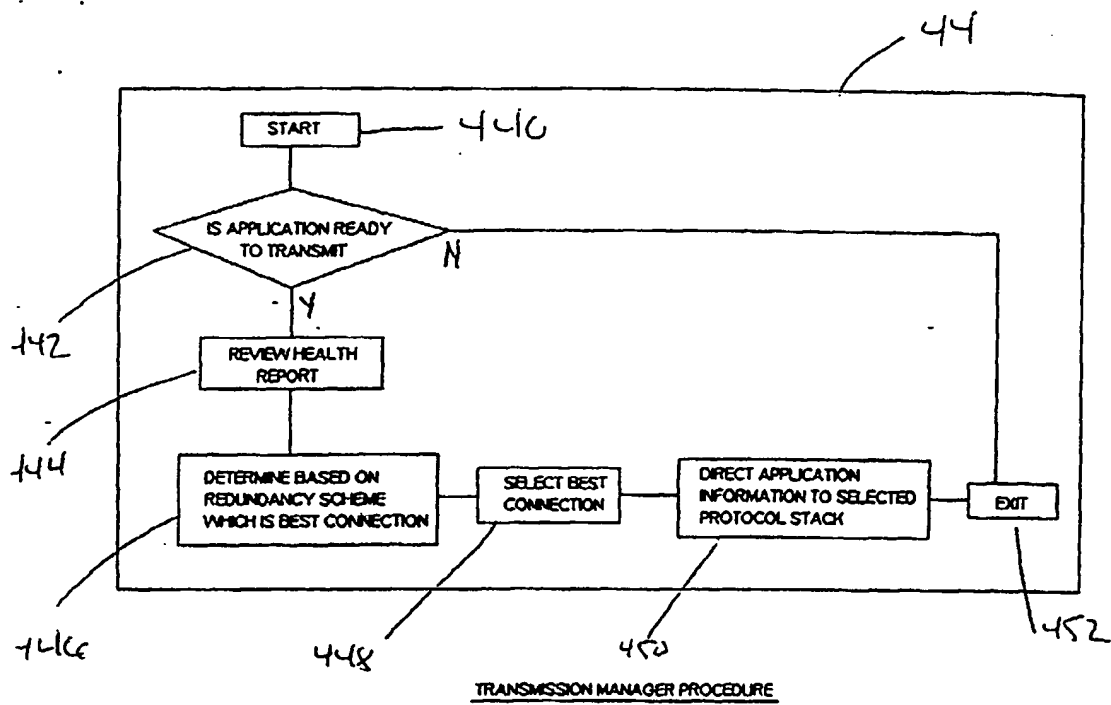 44
START
440
IS APPLICATION READY
TO TRANSMIT
N
Y
442
REVIEW HEALTH
REPORT
444
DETERMINE BASED ON
REDUNDANCY SCHEME
WHICH IS BEST CONNECTION
SELECT BEST
CONNECTION
DIRECT APPLICATION
INFORMATION TO SELECTED
PROTOCOL STACK
EXIT
446
448
450
452
TRANSMISSION MANAGER PROCEDURE